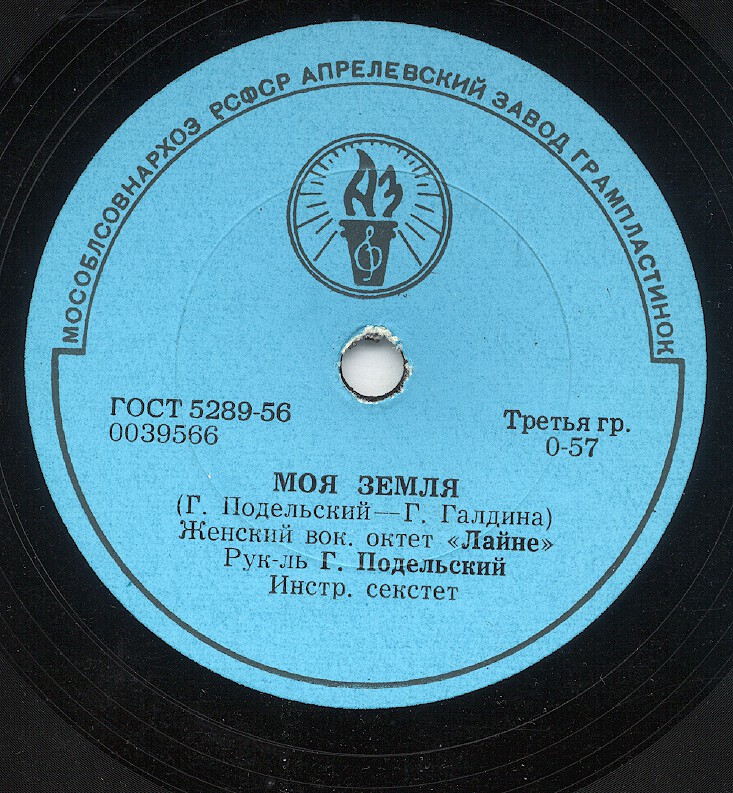 МОСОБЛСОВНАРХОЗ РСФСР АПРЕЛЕВСКИЙ ЗАВОД ГРАМПЛАСТИНОК
АЗ
ГОСТ 5289-56
0039566
Третья гр.
0-57
МОЯ ЗЕМЛЯ
(Г. Подельский—Г. Галдина)
Женский вок. октет «Лайне»
Рук-ль Г. Подельский
Инстр. секстет